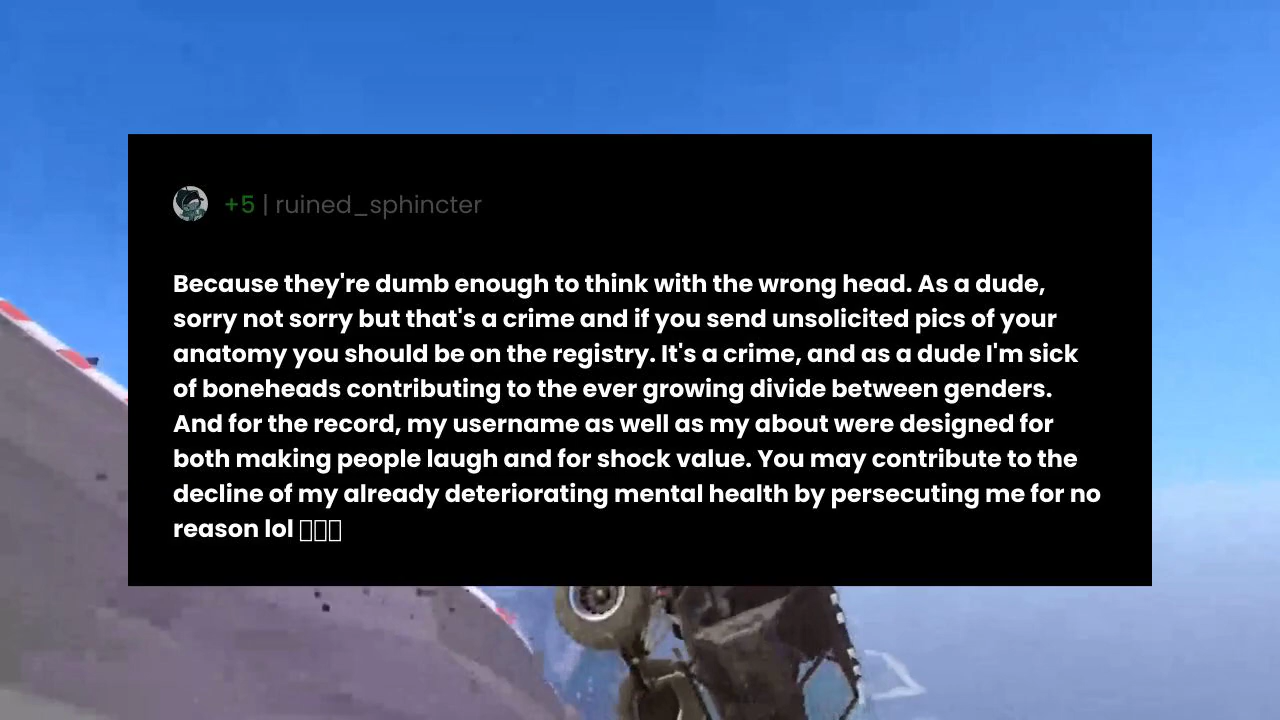 +5 | ruined_sphincter
Because they're dumb enough to think with the wrong head. As a dude,
sorry not sorry but that's a crime and if you send unsolicited pics of your
anatomy you should be on the registry. It's a crime, and as a dude I'm sick
of boneheads contributing to the ever growing divide between genders.
And for the record, my username as well as my about were designed for
both making people laugh and for shock value. You may contribute to the
decline of my already deteriorating mental health by persecuting me for no
reason lol